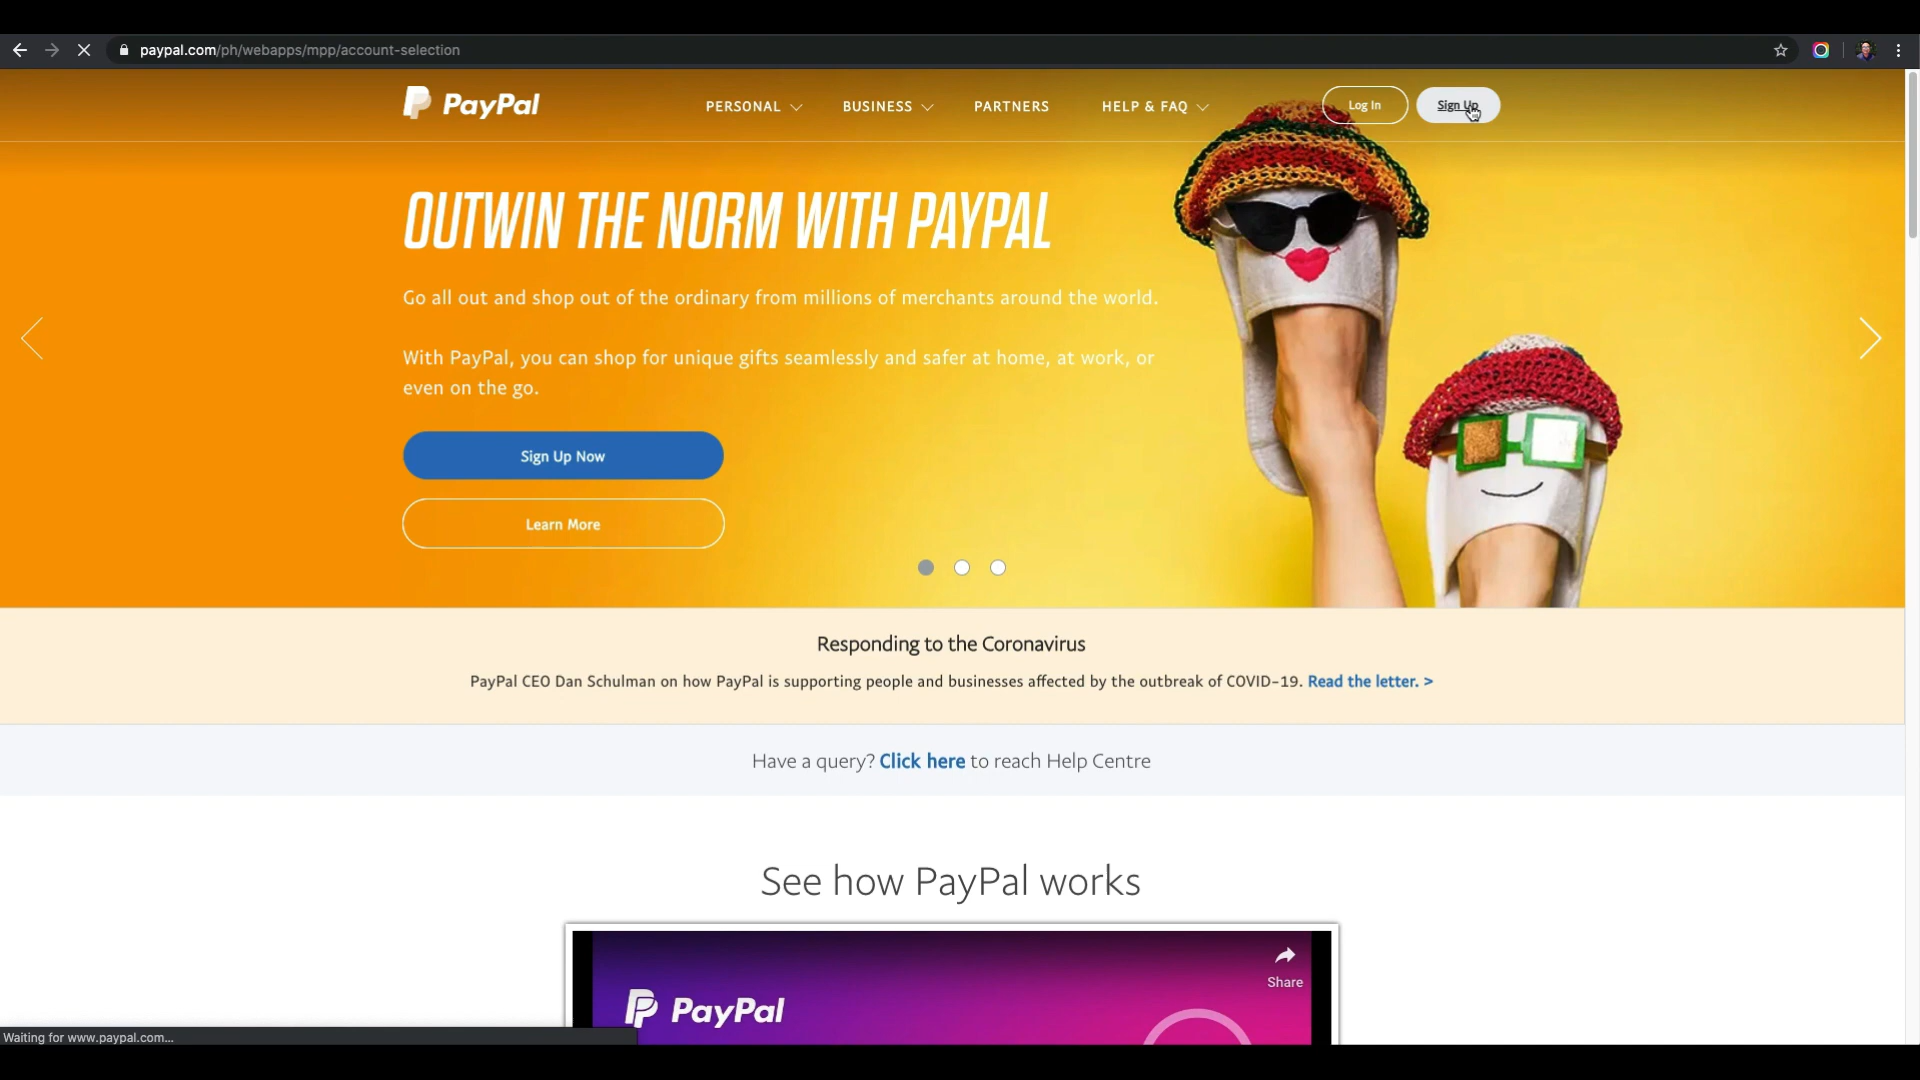 paypal.com/ph/webapps/mpp/account-selection
PayPal
PERSONAL
BUSINESS
PARTNERS
HELP & FAQ
Log In
Sign Up
OUTWIN THE NORM WITH PAYPAL
Go all out and shop out of the ordinary from millions of merchants around the world.
With PayPal, you can shop for unique gifts seamlessly and safer at home, at work, or
even on the go.
Sign Up Now
Learn More
Responding to the Coronavirus
PayPal CEO Dan Schulman on how PayPal is supporting people and businesses affected by the outbreak of COVID-19. Read the letter. >
Have a query? Click here to reach Help Centre
See how PayPal works
Share
PayPal
Waiting for www.paypal.com...